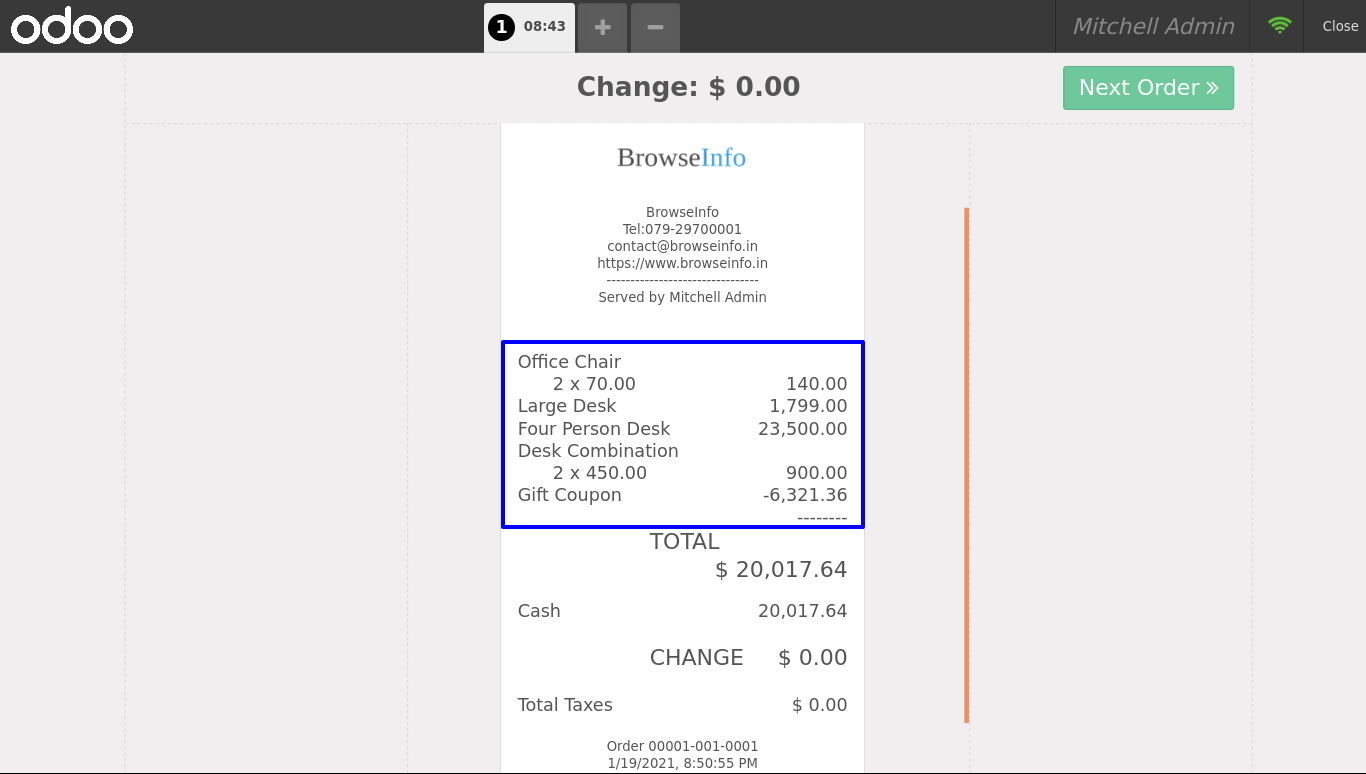 odoo
1 08:43 + −
Mitchell Admin
Close
Change: $ 0.00
Next Order »
BrowseInfo
BrowseInfo
Tel:079-29700001
contact@browseinfo.in
https://www.browseinfo.in
--------------------------------
Served by Mitchell Admin
Office Chair
2 x 70.00 140.00
Large Desk 1,799.00
Four Person Desk 23,500.00
Desk Combination
2 x 450.00 900.00
Gift Coupon -6,321.36
--------
TOTAL
$ 20,017.64
Cash 20,017.64
CHANGE $ 0.00
Total Taxes $ 0.00
Order 00001-001-0001
1/19/2021, 8:50:55 PM